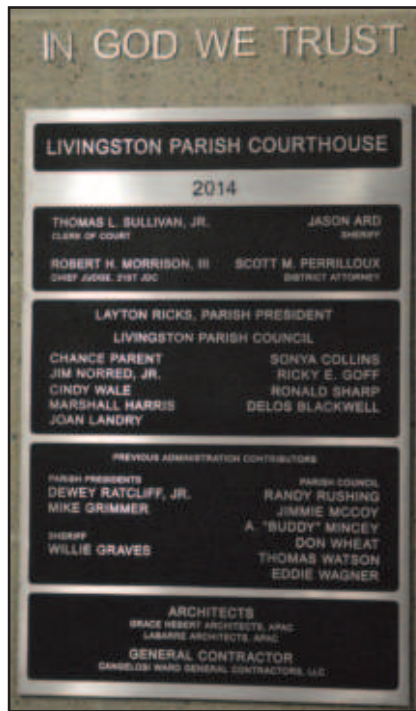 IN GOD WE TRUST
LIVINGSTON PARISH COURTHOUSE
2014
THOMAS L. SULLIVAN, JR. JASON ARD
CLERK OF COURT SHERIFF
ROBERT H. MORRISON, III SCOTT M. PERRILLOUX
CHIEF JUDGE, 21ST JDC DISTRICT ATTORNEY
LAYTON RICKS, PARISH PRESIDENT
LIVINGSTON PARISH COUNCIL
CHANCE PARENT SONYA COLLINS
JIM NORRED, JR. RICKY E. GOFF
CINDY WALE RONALD SHARP
MARSHALL HARRIS DELOS BLACKWELL
JOAN LANDRY
PREVIOUS ADMINISTRATION CONTRIBUTORS
PARISH PRESIDENTS PARISH COUNCIL
DEWEY RATCLIFF, JR. RANDY RUSHING
MIKE GRIMMER JIMMIE MCCOY
A. "BUDDY" MINCEY
SHERIFF DON WHEAT
WILLIE GRAVES THOMAS WATSON
EDDIE WAGNER
ARCHITECTS
GRACE HEBERT ARCHITECTS, APAC
LABARRE ARCHITECTS, APAC
GENERAL CONTRACTOR
CANGELOSI WARD GENERAL CONTRACTORS, LLC